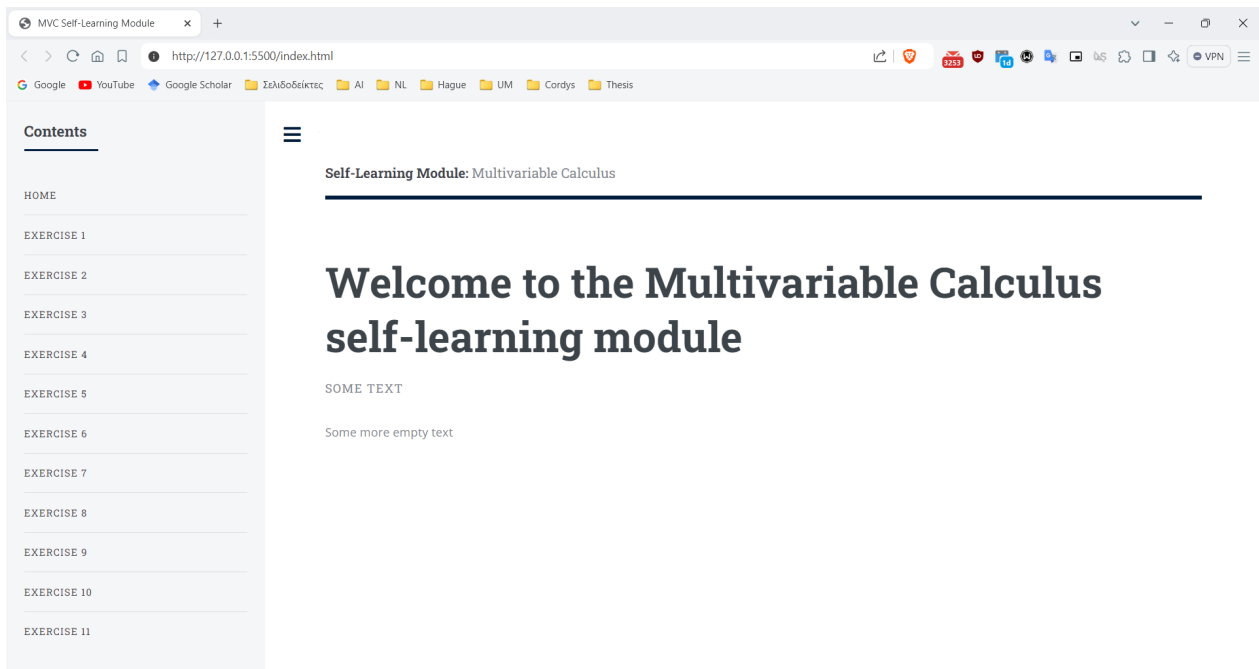 MVC Self-Learning Module
http://127.0.0.1:5500/index.html
3253
1d
VPN
Google YouTube Google Scholar Σελιδοδείκτες AI NL Hague UM Cordys Thesis
Contents
HOME
EXERCISE 1
EXERCISE 2
EXERCISE 3
EXERCISE 4
EXERCISE 5
EXERCISE 6
EXERCISE 7
EXERCISE 8
EXERCISE 9
EXERCISE 10
EXERCISE 11
Self-Learning Module: Multivariable Calculus
Welcome to the Multivariable Calculus
self-learning module
SOME TEXT
Some more empty text